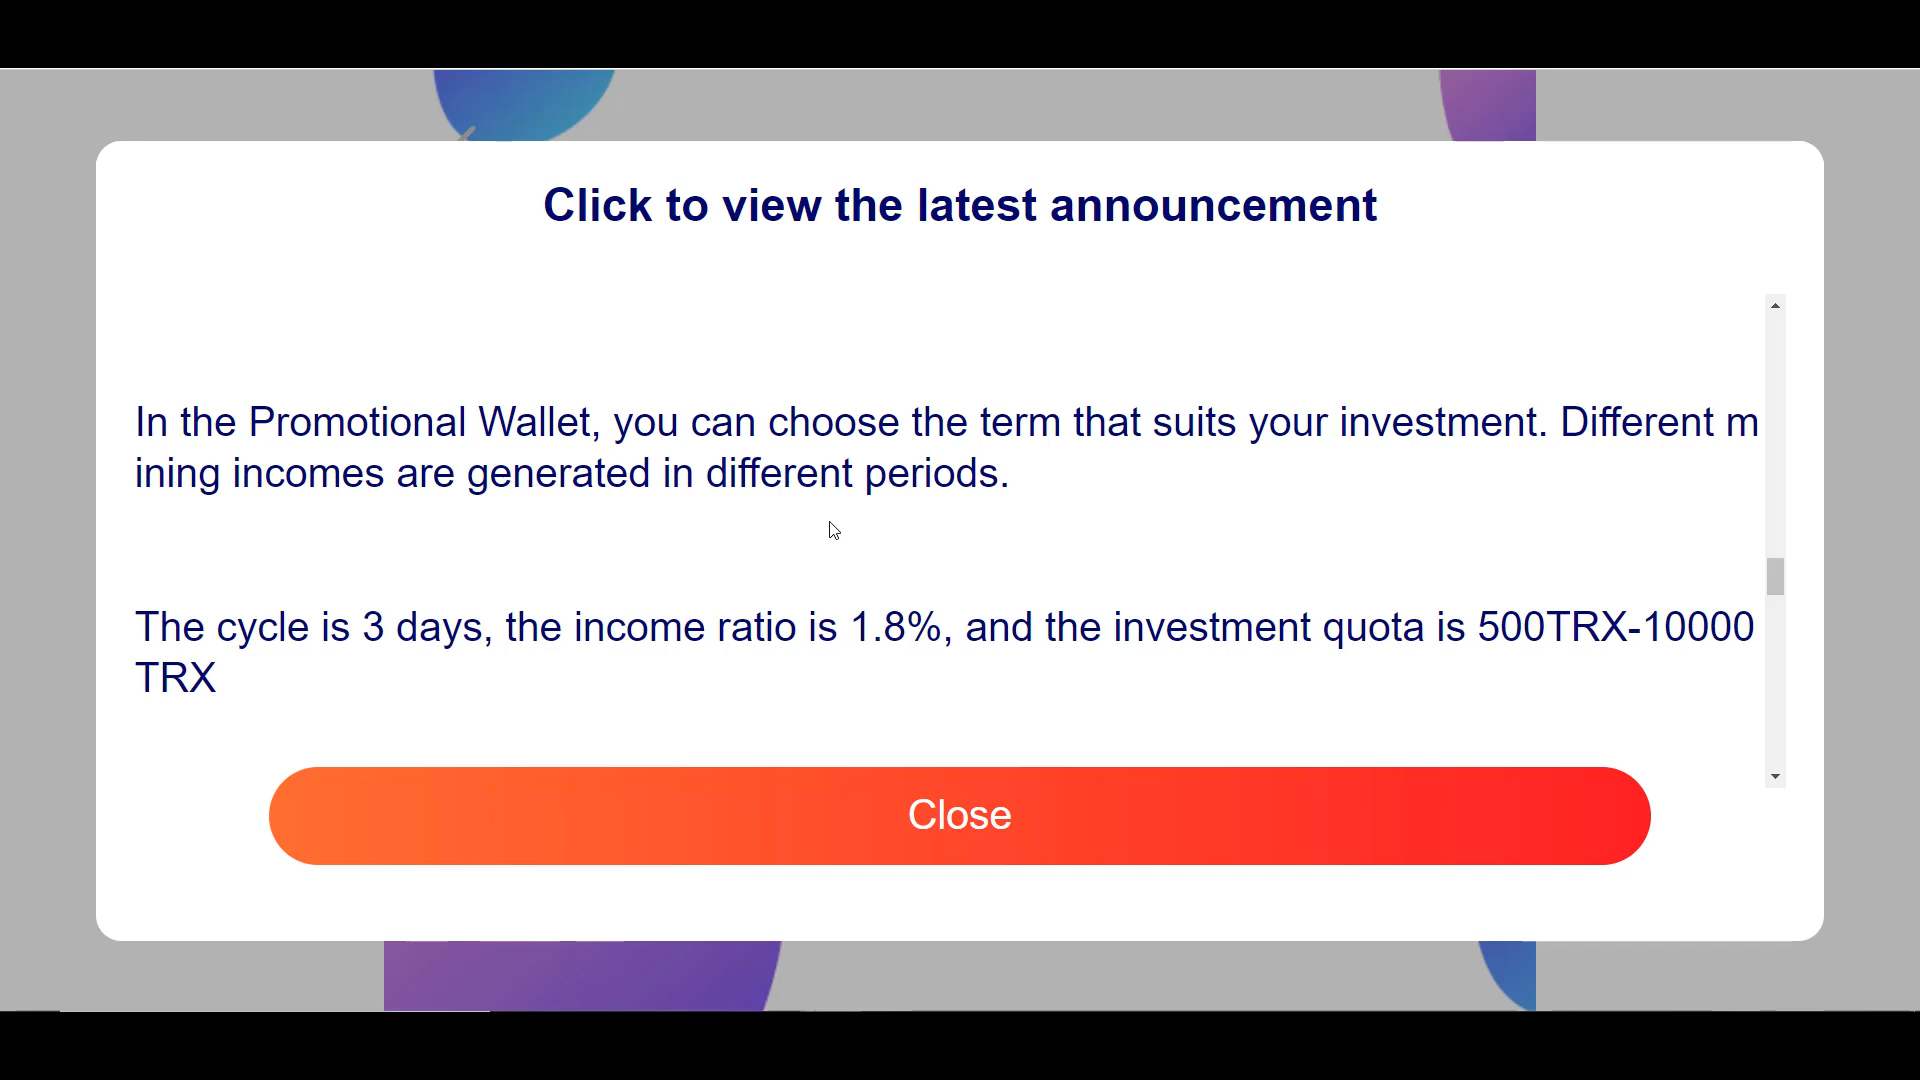 Click to view the latest announcement
In the Promotional Wallet, you can choose the term that suits your investment. Different m
ining incomes are generated in different periods.
The cycle is 3 days, the income ratio is 1.8%, and the investment quota is 500TRX-10000
TRX
Close